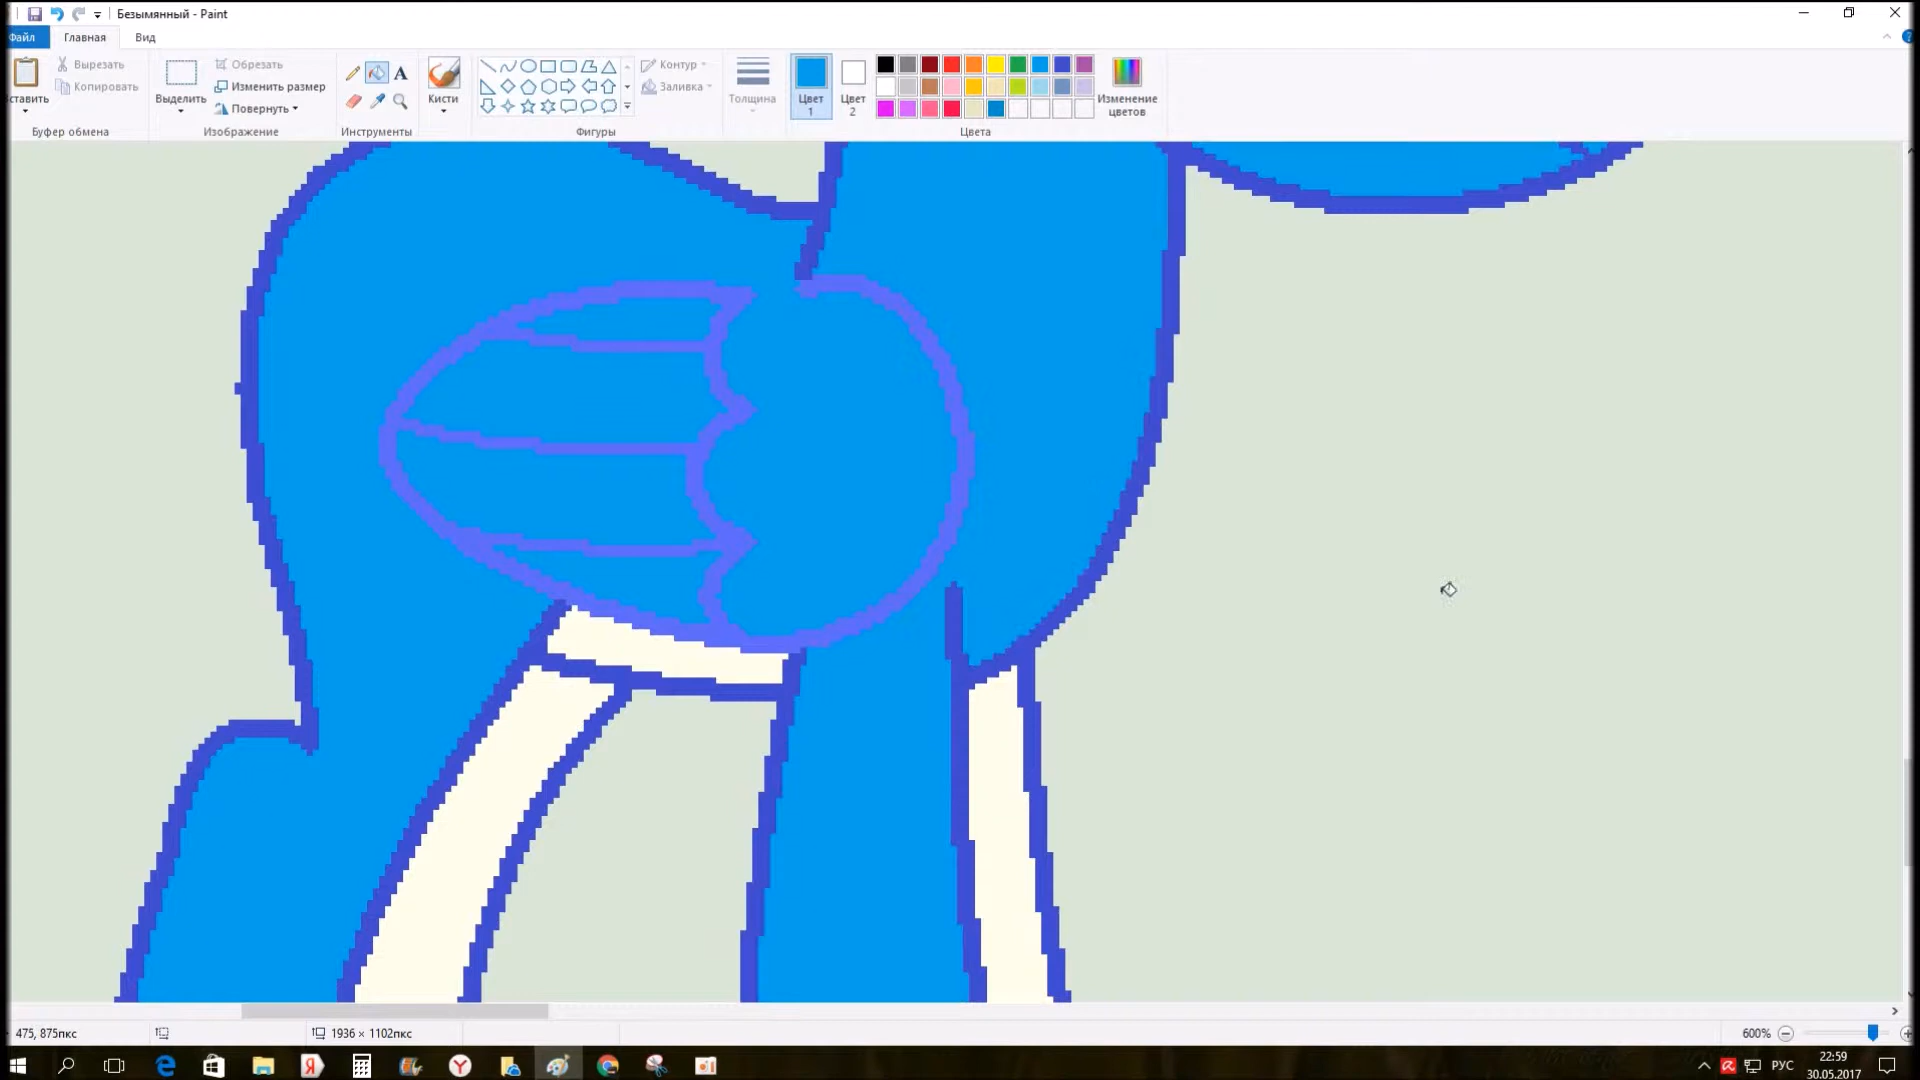 Безымянный - Paint
Файл Главная Вид
Вырезать
Копировать
Буфер обмена
Выделить
Обрезать
Изменить размер
Повернуть
Изображение
A
Инструменты
Кисти
Контур
Заливка
Фигуры
Толщина
Цвет
1
Цвет
2
Изменение
цветов
Цвета
475, 875пкс
1936 × 1102пкс
600%
РУС
22:59
30.05.2017